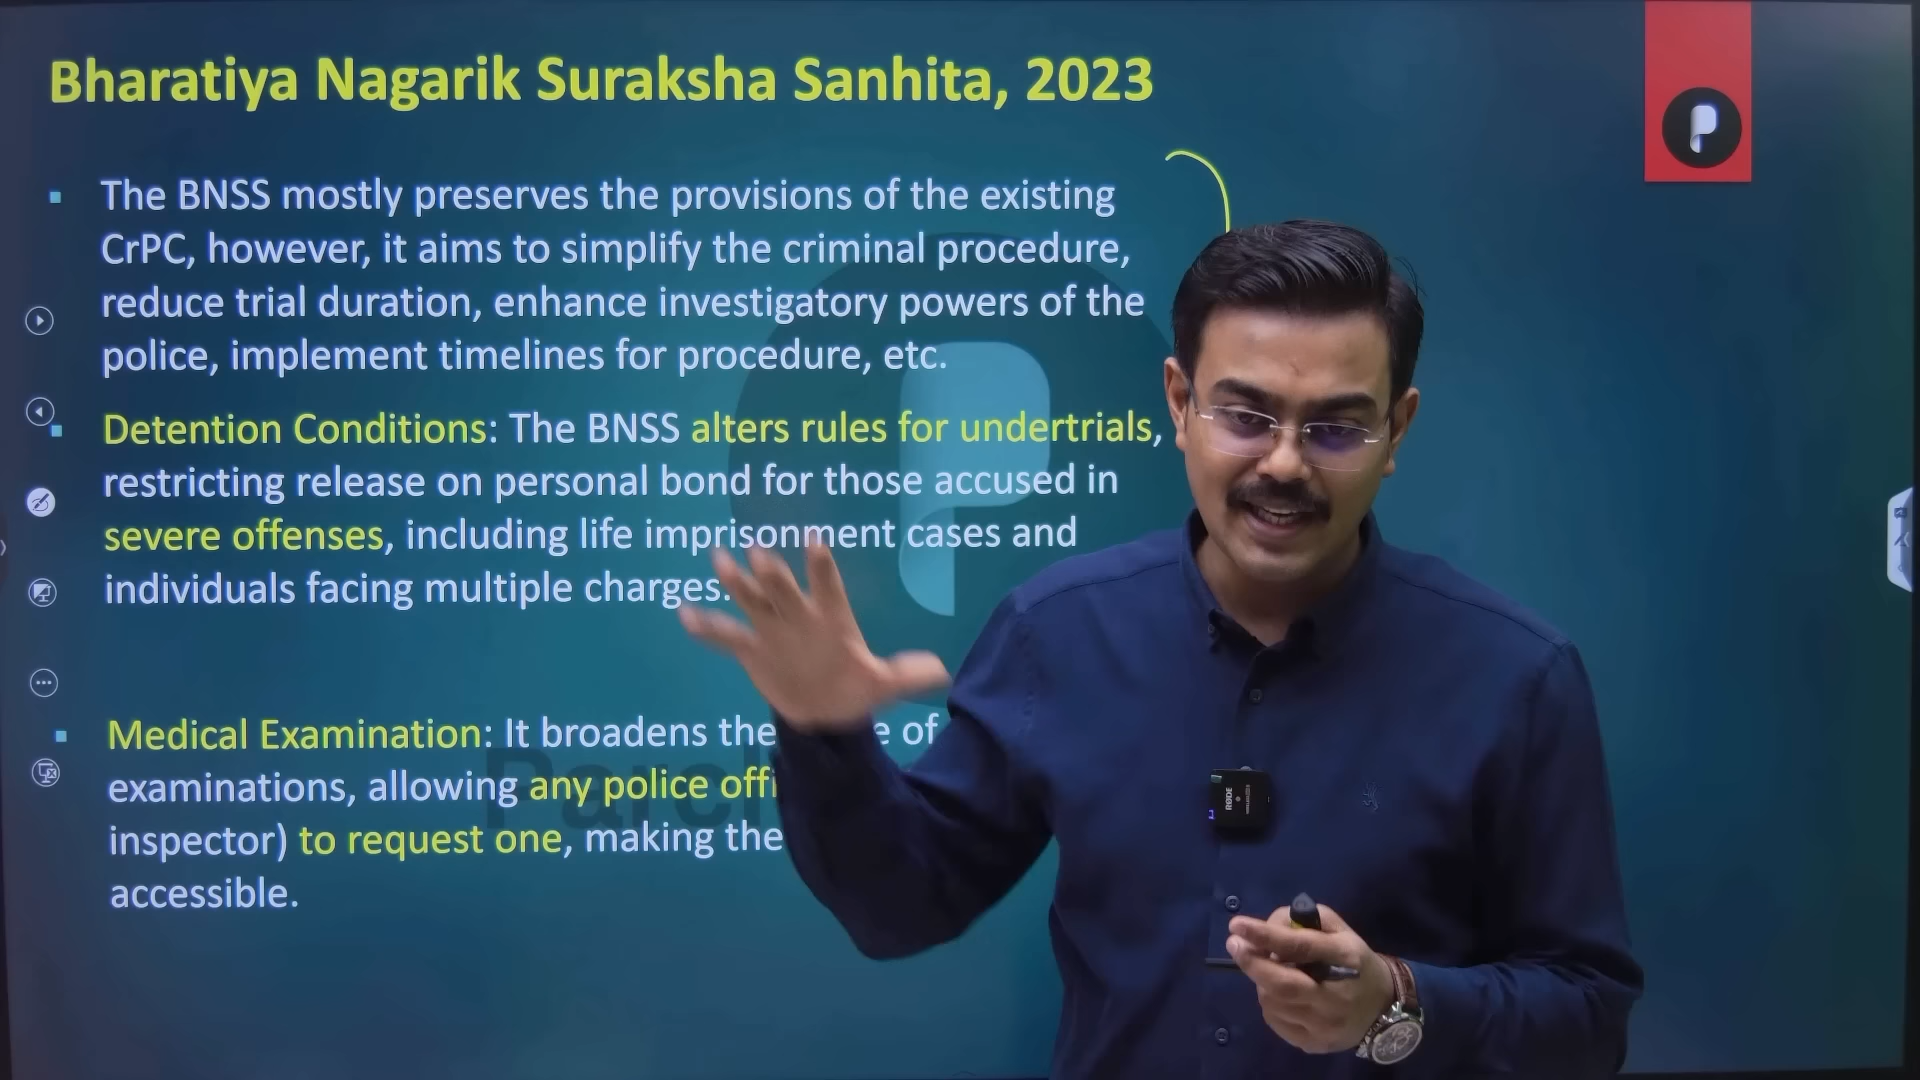 Bharatiya Nagarik Suraksha Sanhita, 2023
The BNSS mostly preserves the provisions of the existing
CrPC, however, it aims to simplify the criminal procedure,
reduce trial duration, enhance investigatory powers of the
police, implement timelines for procedure, etc.
Detention Conditions: The BNSS alters rules for undertrials,
restricting release on personal bond for those accused in
severe offenses, including life imprisonment cases and
individuals facing multiple charges.
Medical Examination: It broadens the of
examinations, allowing any police
inspector) to request one, making the
accessible.
RØDE